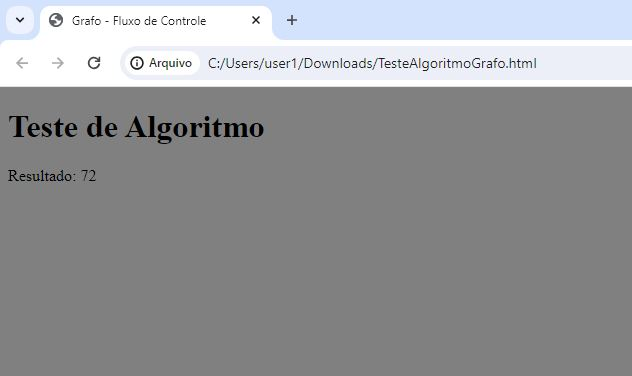 Grafo - Fluxo de Controle
Arquivo C:/Users/user1/Downloads/TesteAlgoritmoGrafo.html
Teste de Algoritmo
Resultado: 72